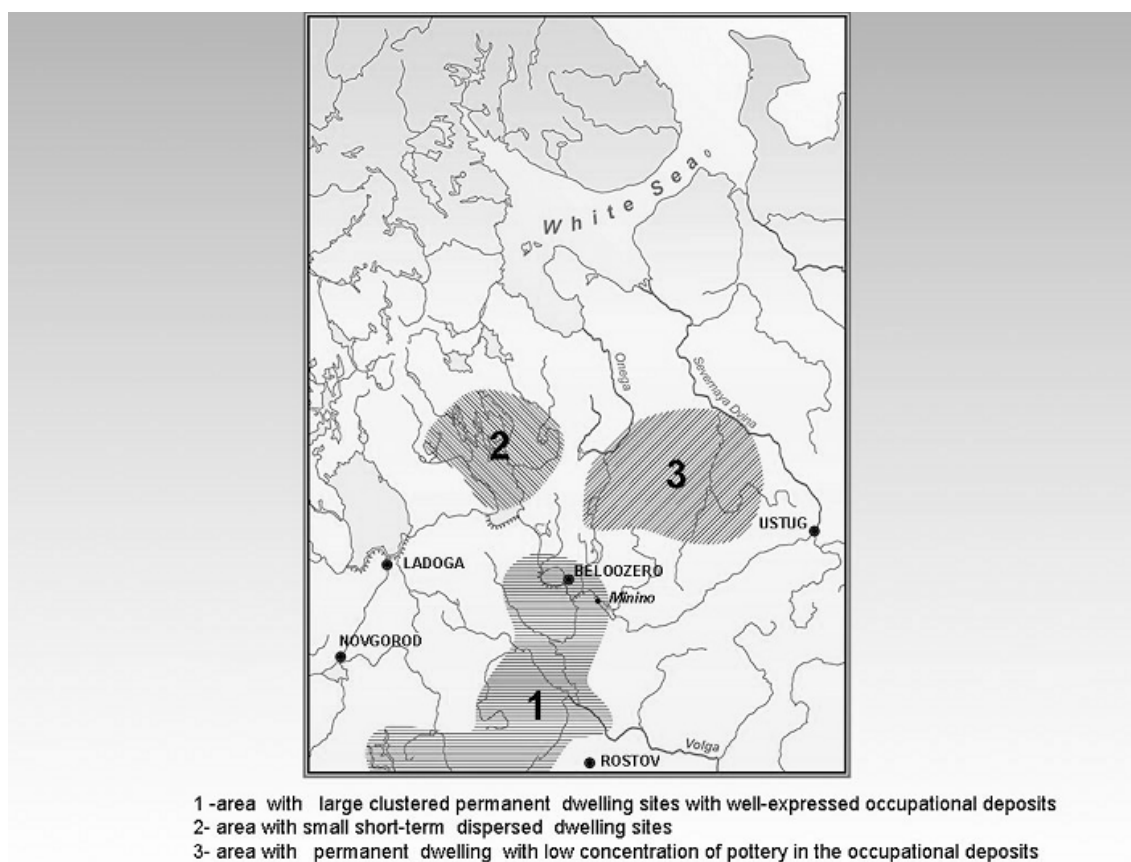 White Sea
Onega
Severnaya Dvina
2
3
USTUG
LADOGA
BELOOZERO
Minino
NOVGOROD
1
Volga
ROSTOV
1 -area with large clustered permanent dwelling sites with well-expressed occupational deposits
2- area with small short-term dispersed dwelling sites
3- area with permanent dwelling with low concentration of pottery in the occupational deposits